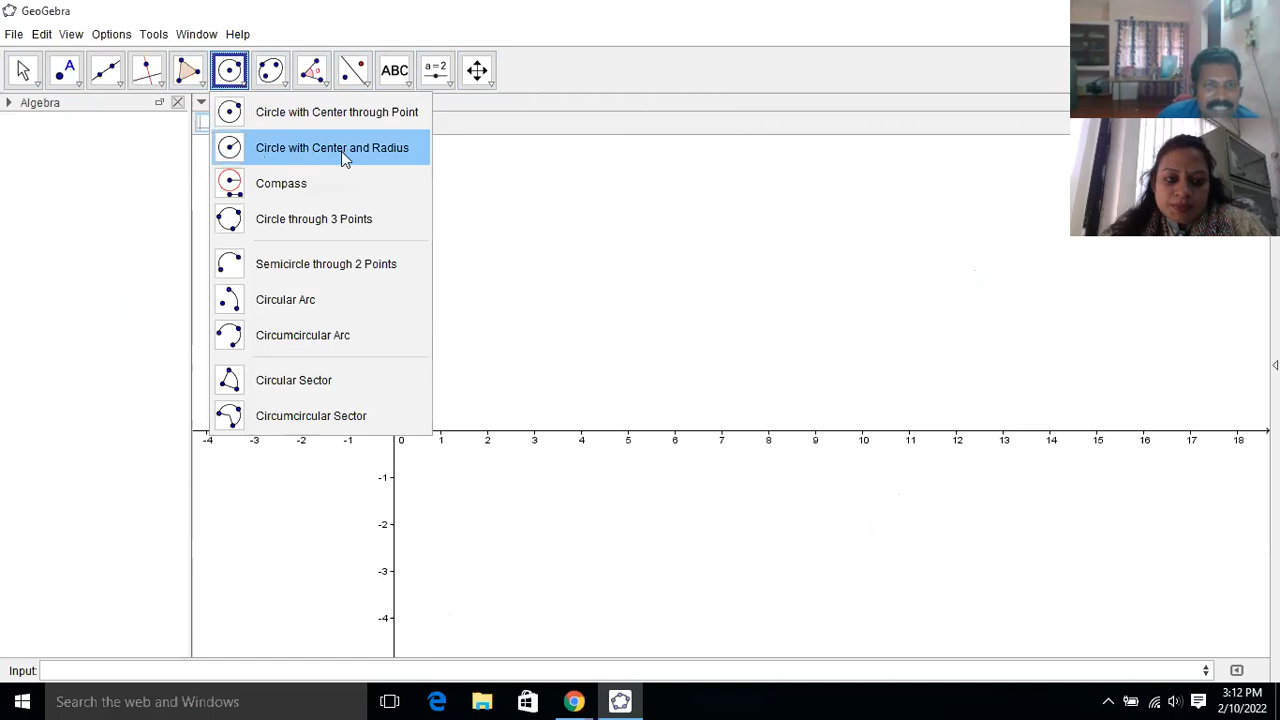 GeoGebra
File Edit View Options Tools Window Help
A
α
ABC
a=2
Algebra
Circle with Center through Point
Circle with Center and Radius
Compass
Circle through 3 Points
Semicircle through 2 Points
Circular Arc
Circumcircular Arc
Circular Sector
Circumcircular Sector
-4 -3 -2 -1 0 1 2 3 4 5 6 7 8 9 10 11 12 13 14 15 16 17 18
-1
-2
-3
-4
Input:
Search the web and Windows
3:12 PM
2/10/2022